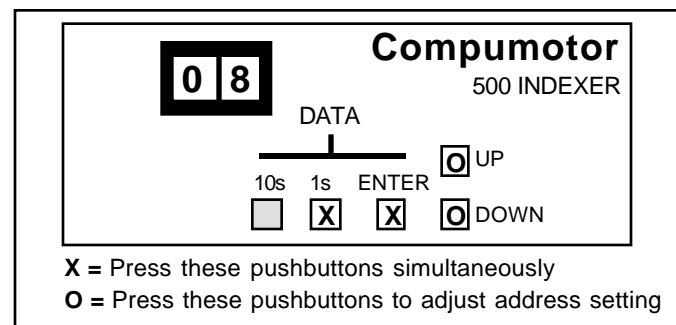 Compumotor
0 8
500 INDEXER
DATA
O UP
10s 1s ENTER
X X O DOWN
X = Press these pushbuttons simultaneously
O = Press these pushbuttons to adjust address setting